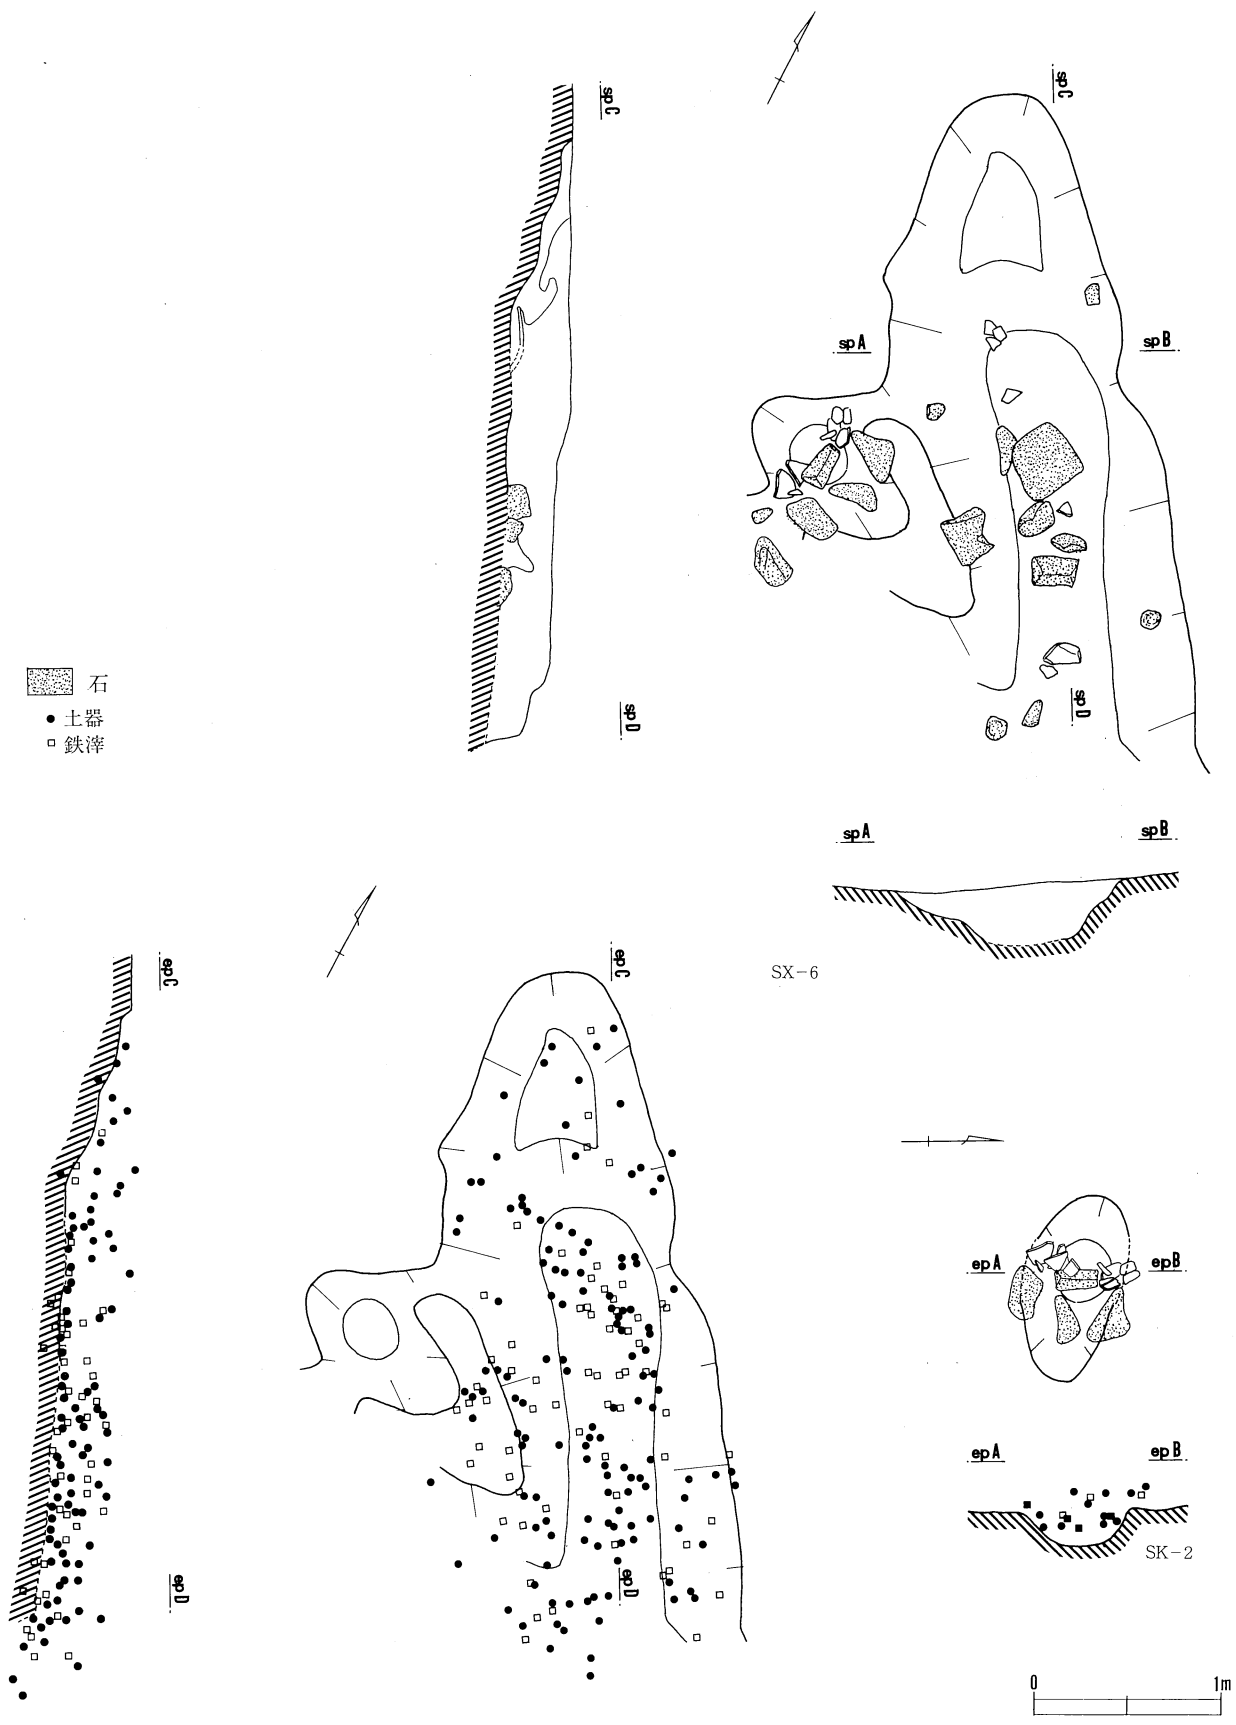 spC
spC
spA
spB
石
土器
鉄滓
spD
spD
spA
spB
SX-6
epC
epC
epA
epB
epA
epB
SK-2
epD
epD
0 1m